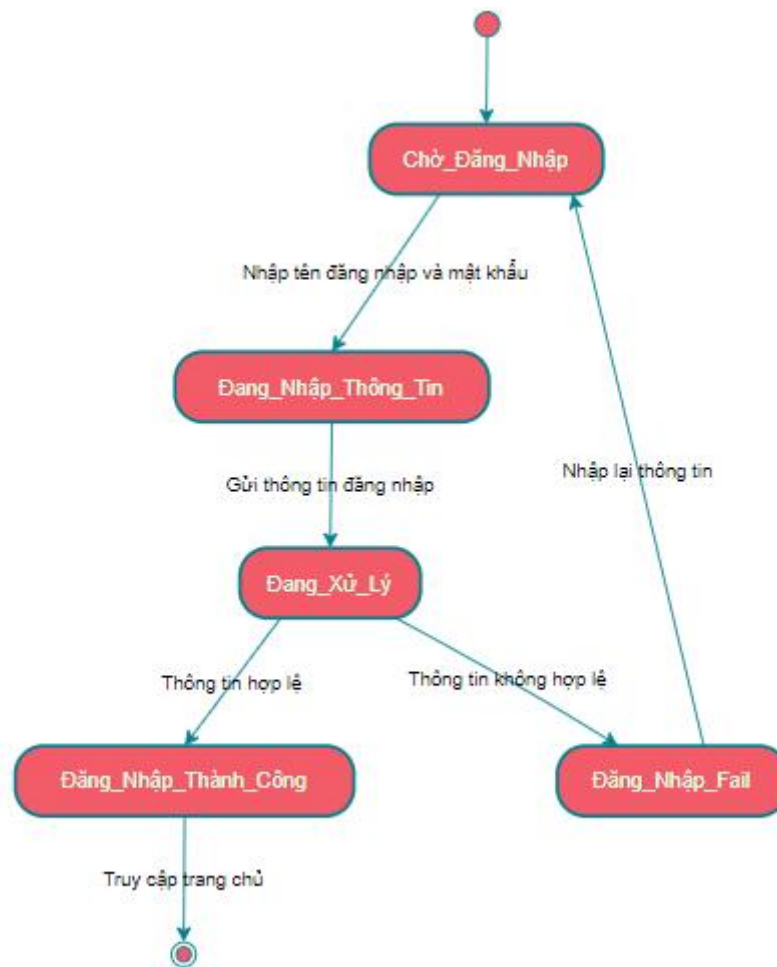 Chờ_Đăng_Nhập
Nhập tên đăng nhập và mật khẩu
Đang_Nhập_Thông_Tin
Nhập lại thông tin
Gửi thông tin đăng nhập
Đang_Xử_Lý
Thông tin hợp lệ
Thông tin không hợp lệ
Đăng_Nhập_Thành_Công
Đăng_Nhập_Fail
Truy cập trang chủ